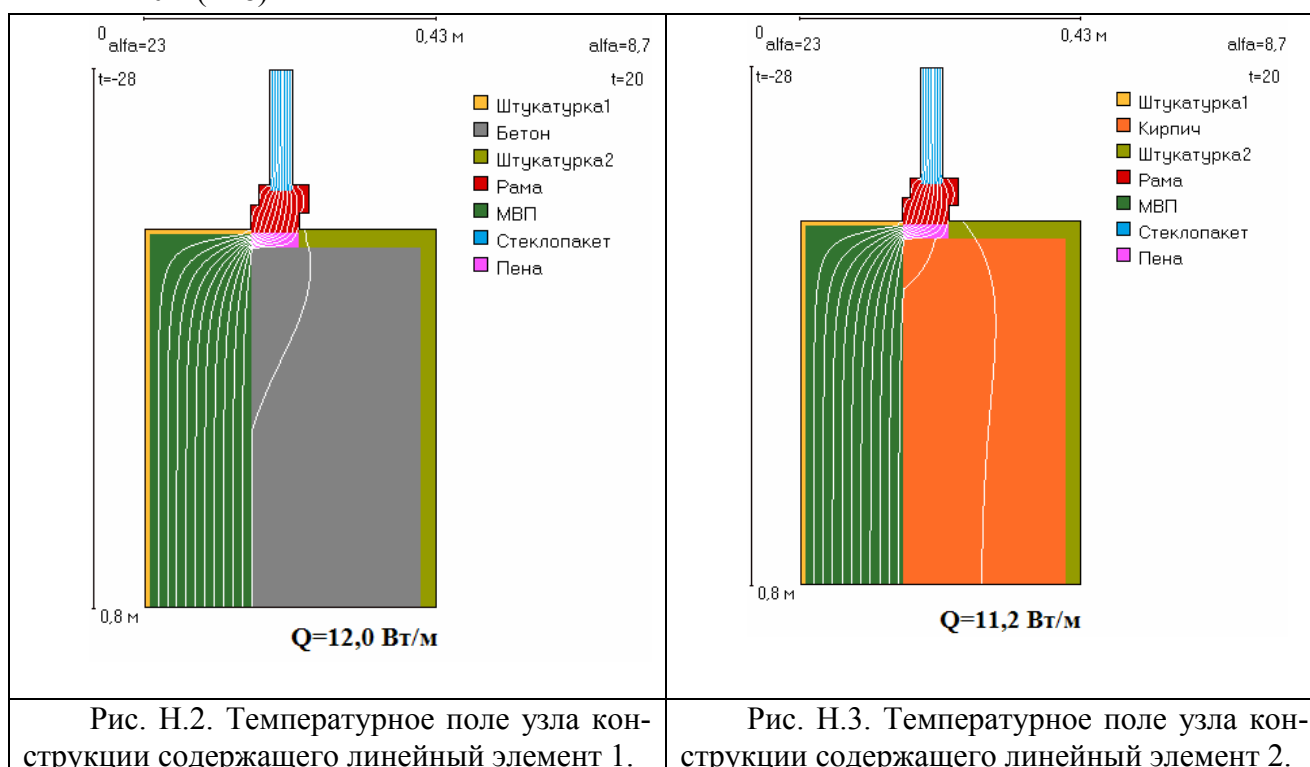 0 0,43 м
0 alfa=23 0,43 м alfa=8,7
t=-28 t=20
Штукатурка1
Бетон
Штукатурка2
Рама
МВП
Стеклопакет
Пена
0,8 м
Q=12,0 Вт/м
Рис. Н.2. Температурное поле узла кон-
струкции содержащего линейный элемент 1.
0 alfa=23 0,43 м alfa=8,7
t=-28 t=20
Штукатурка1
Кирпич
Штукатурка2
Рама
МВП
Стеклопакет
Пена
0,8 м
Q=11,2 Вт/м
Рис. Н.3. Температурное поле узла кон-
струкции содержащего линейный элемент 2.